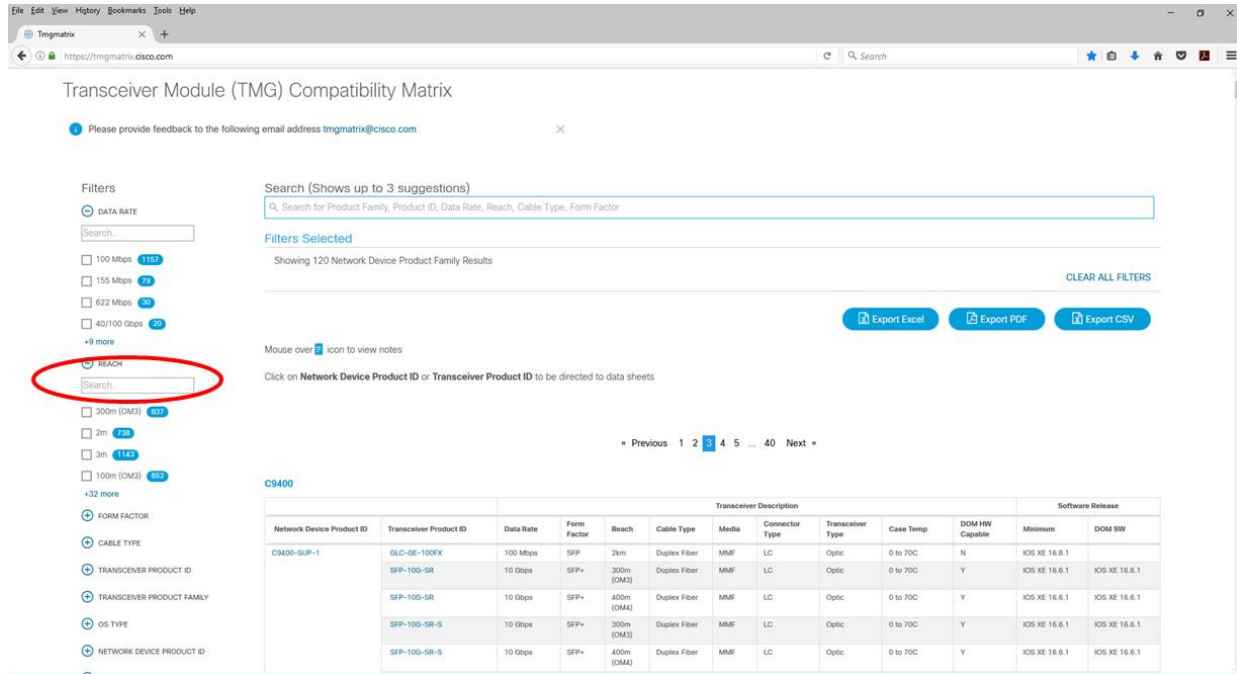 File Edit View History Bookmarks Tools Help
Tmgmatrix
https://tmgmatrix.cisco.com
Search
Transceiver Module (TMG) Compatibility Matrix
Please provide feedback to the following email address tmgmatrix@cisco.com
Filters
DATA RATE
Search..
100 Mbps 1157
155 Mbps 79
622 Mbps 30
40/100 Gbps 20
+9 more
REACH
Search..
300m (OM3) 837
2m 738
3m 1143
100m (OM3) 652
+32 more
FORM FACTOR
CABLE TYPE
TRANSCEIVER PRODUCT ID
TRANSCEIVER PRODUCT FAMILY
OS TYPE
NETWORK DEVICE PRODUCT ID
Search (Shows up to 3 suggestions)
Search for Product Family, Product ID, Data Rate, Reach, Cable Type, Form Factor
Filters Selected
Showing 120 Network Device Product Family Results
CLEAR ALL FILTERS
Export Excel Export PDF Export CSV
Mouse over icon to view notes
Click on Network Device Product ID or Transceiver Product ID to be directed to data sheets
« Previous 1 2 3 4 5 ... 40 Next »
C9400
Transceiver Description Software Release
Network Device Product ID Transceiver Product ID Data Rate Form Factor Reach Cable Type Media Connector Type Transceiver Type Case Temp DOM HW Capable Minimum DOM SW
C9400-SUP-1 GLC-GE-100FX 100 Mbps SFP 2km Duplex Fiber MMF LC Optic 0 to 70C N IOS XE 16.8.1
SFP-10G-SR 10 Gbps SFP+ 300m (OM3) Duplex Fiber MMF LC Optic 0 to 70C Y IOS XE 16.6.1 IOS XE 16.6.1
SFP-10G-SR 10 Gbps SFP+ 400m (OM4) Duplex Fiber MMF LC Optic 0 to 70C Y IOS XE 16.6.1 IOS XE 16.6.1
SFP-10G-SR-S 10 Gbps SFP+ 300m (OM3) Duplex Fiber MMF LC Optic 0 to 70C Y IOS XE 16.6.1 IOS XE 16.6.1
SFP-10G-SR-S 10 Gbps SFP+ 400m (OM4) Duplex Fiber MMF LC Optic 0 to 70C Y IOS XE 16.6.1 IOS XE 16.6.1